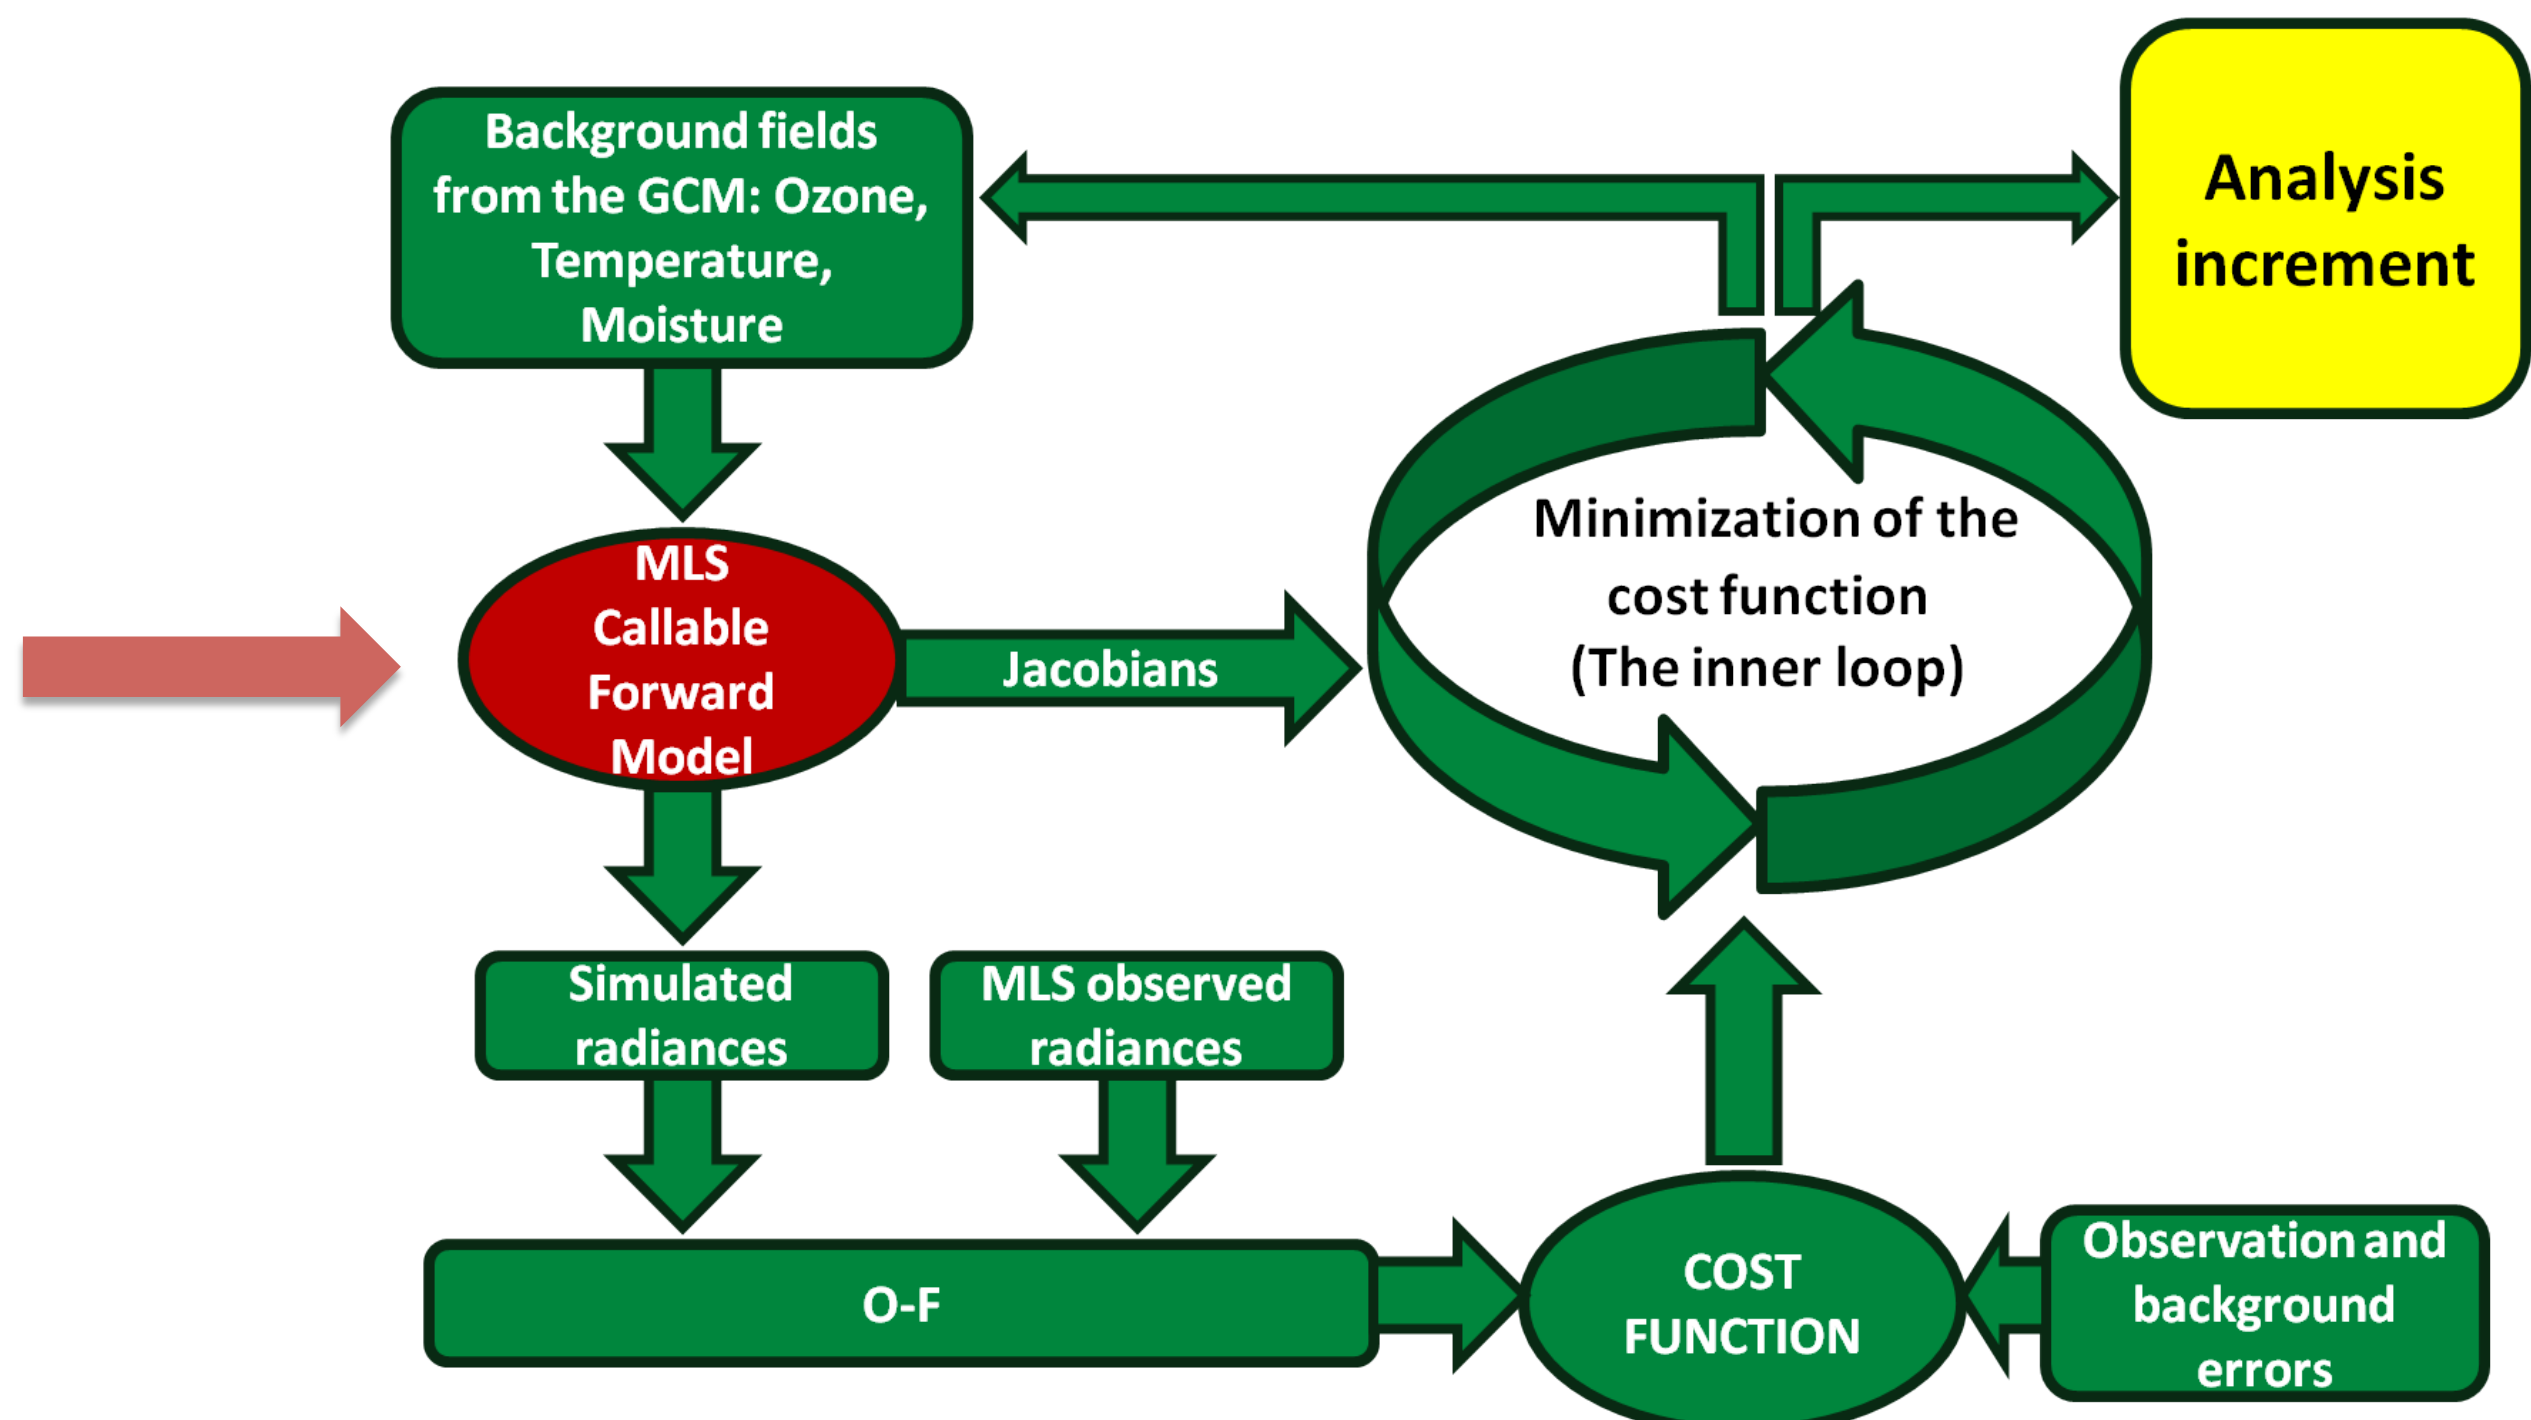 Background fields
from the GCM: Ozone,
Temperature,
Moisture
Analysis
increment
MLS
Callable
Forward
Model
Jacobians
Minimization of the
cost function
(The inner loop)
Simulated
radiances
MLS observed
radiances
O-F
COST
FUNCTION
Observation and
background
errors